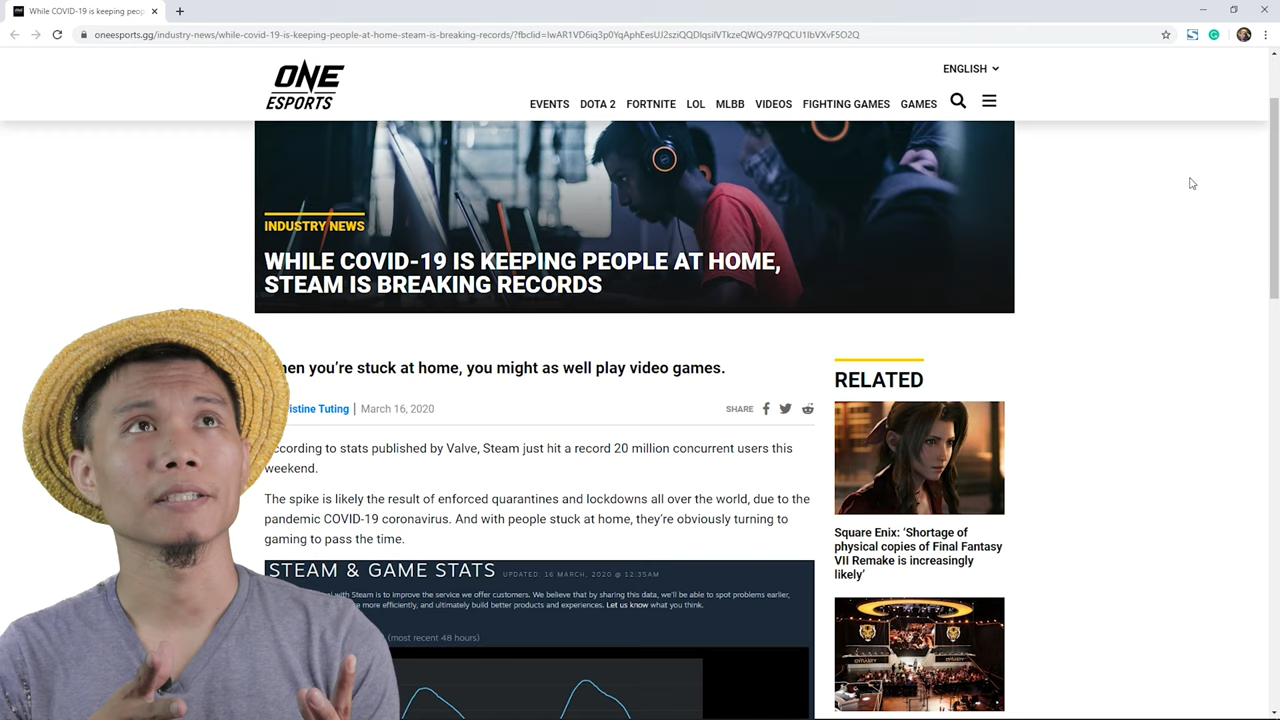 While COVID-19 is keeping peop
oneesports.gg/industry-news/while-covid-19-is-keeping-people-at-home-steam-is-breaking-records/?fbclid=
ENGLISH
ONE
ESPORTS
EVENTS DOTA 2 FORTNITE LOL MLBB VIDEOS FIGHTING GAMES GAMES
INDUSTRY NEWS
WHILE COVID-19 IS KEEPING PEOPLE AT HOME,
STEAM IS BREAKING RECORDS
you're stuck at home, you might as well play video games.
Tuting | March 16, 2020
SHARE
to stats published by Valve, Steam just hit a record 20 million concurrent users this
weekend.
The spike is likely the result of enforced quarantines and lockdowns all over the world, due to the
pandemic COVID-19 coronavirus. And with people stuck at home, they're obviously turning to
gaming to pass the time.
STEAM & GAME STATS UPDATED: 16 MARCH, 2020 @ 12:35AM
with Steam is to improve the service we offer customers. We believe that by sharing this data, we'll be able to spot problems earlier,
more efficiently, and ultimately build better products and experiences. Let us know what you think.
(most recent 48 hours)
RELATED
Square Enix: 'Shortage of
physical copies of Final Fantasy
VII Remake is increasingly
likely'